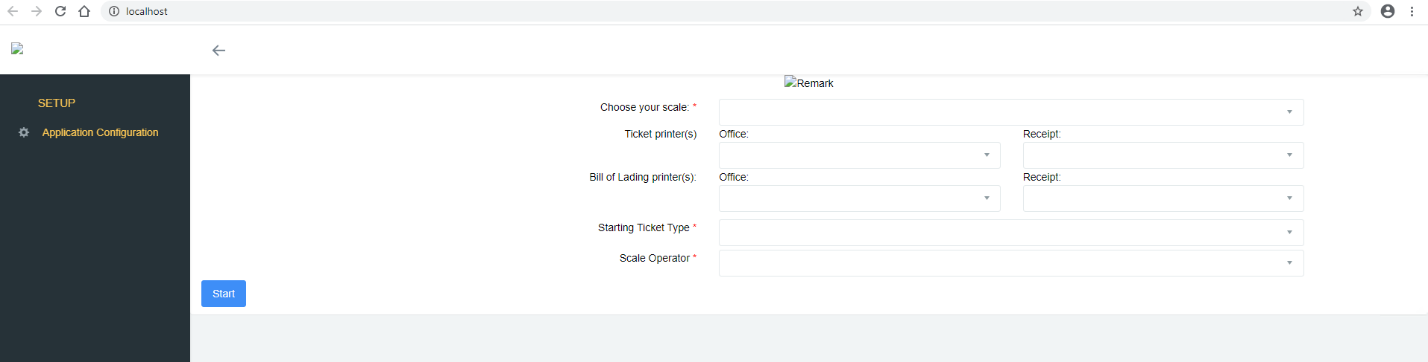 localhost
Remark
SETUP
Application Configuration
Choose your scale: *
Ticket printer(s) Office: Receipt:
Bill of Lading printer(s): Office: Receipt:
Starting Ticket Type *
Scale Operator *
Start